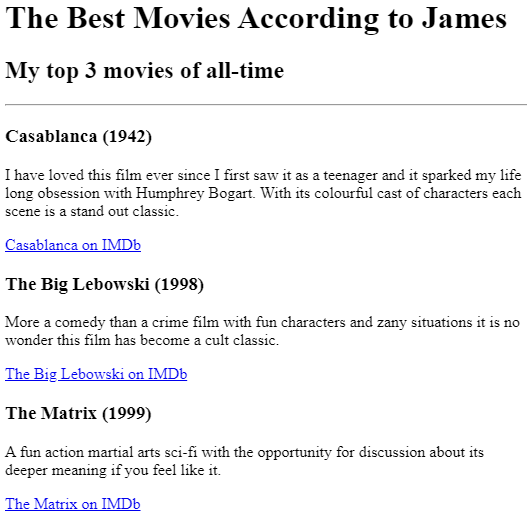 The Best Movies According to James
My top 3 movies of all-time
Casablanca (1942)
I have loved this film ever since I first saw it as a teenager and it sparked my life
long obsession with Humphrey Bogart. With its colourful cast of characters each
scene is a stand out classic.
Casablanca on IMDb
The Big Lebowski (1998)
More a comedy than a crime film with fun characters and zany situations it is no
wonder this film has become a cult classic.
The Big Lebowski on IMDb
The Matrix (1999)
A fun action martial arts sci-fi with the opportunity for discussion about its
deeper meaning if you feel like it.
The Matrix on IMDb